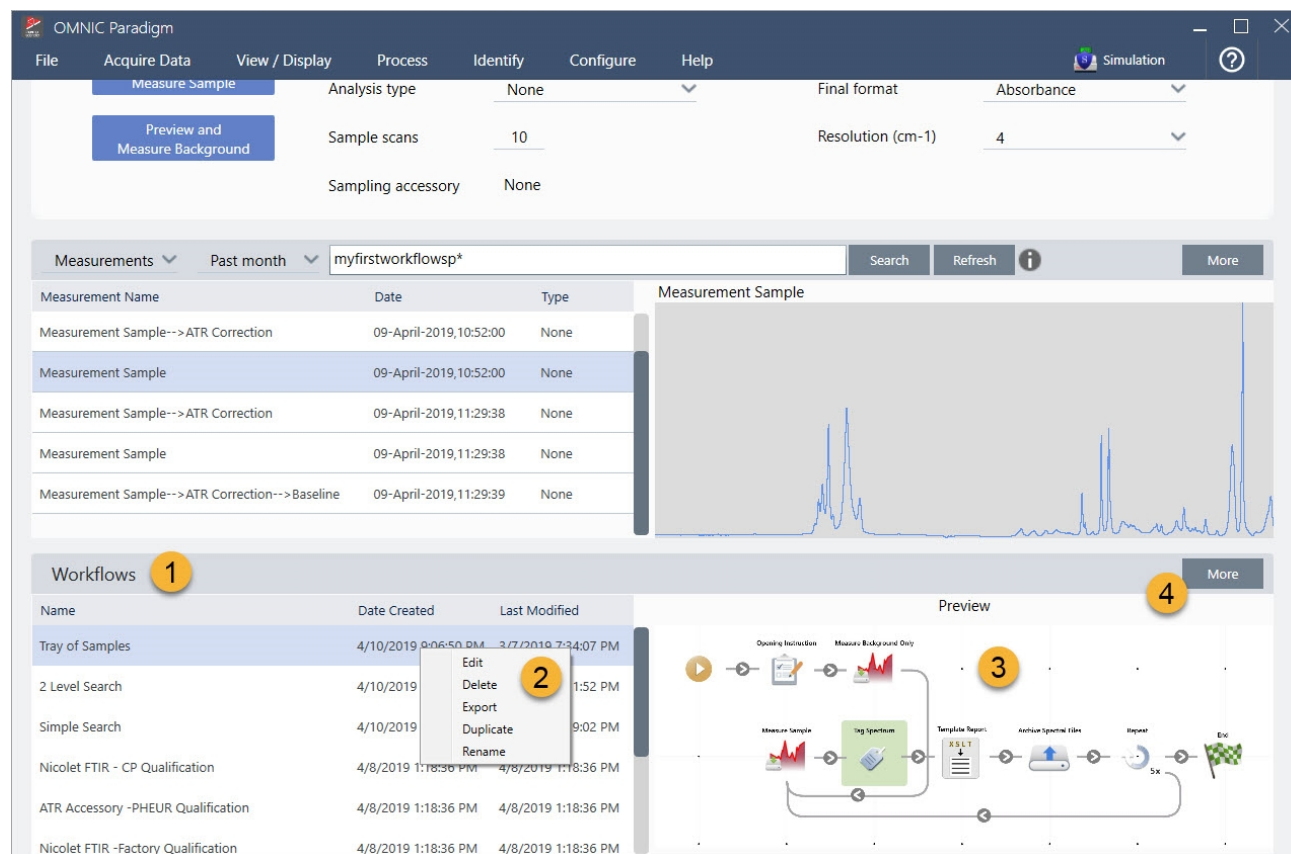 OMNIC Paradigm
File Acquire Data View / Display Process Identify Configure Help Simulation ?
Measure Sample Analysis type None Final format Absorbance
Preview and
Measure Background Sample scans 10 Resolution (cm-1) 4
Sampling accessory None
Measurements Past month myfirstworkflowsp* Search Refresh i More
Measurement Name Date Type Measurement Sample
Measurement Sample-->ATR Correction 09-April-2019,10:52:00 None
Measurement Sample 09-April-2019,10:52:00 None
Measurement Sample-->ATR Correction 09-April-2019,11:29:38 None
Measurement Sample 09-April-2019,11:29:38 None
Measurement Sample-->ATR Correction-->Baseline 09-April-2019,11:29:39 None
Workflows 1 4 More
Name Date Created Last Modified Preview
Tray of Samples 4/10/2019 9:06:50 PM 3/7/2019 7:34:07 PM
2 Level Search 4/10/2019 1:52 PM
Simple Search 4/10/2019 9:02 PM
Nicolet FTIR - CP Qualification 4/8/2019 1:18:36 PM 4/8/2019 1:18:36 PM
ATR Accessory -PHEUR Qualification 4/8/2019 1:18:36 PM 4/8/2019 1:18:36 PM
Nicolet FTIR -Factory Qualification 4/8/2019 1:18:36 PM 4/8/2019 1:18:36 PM
Edit
Delete 2
Export
Duplicate
Rename
Opening Instruction Measure Background Only
3
Measure Sample Tag Spectrum Template Report Archive Spectral Files Repeat End
XSLT
5x